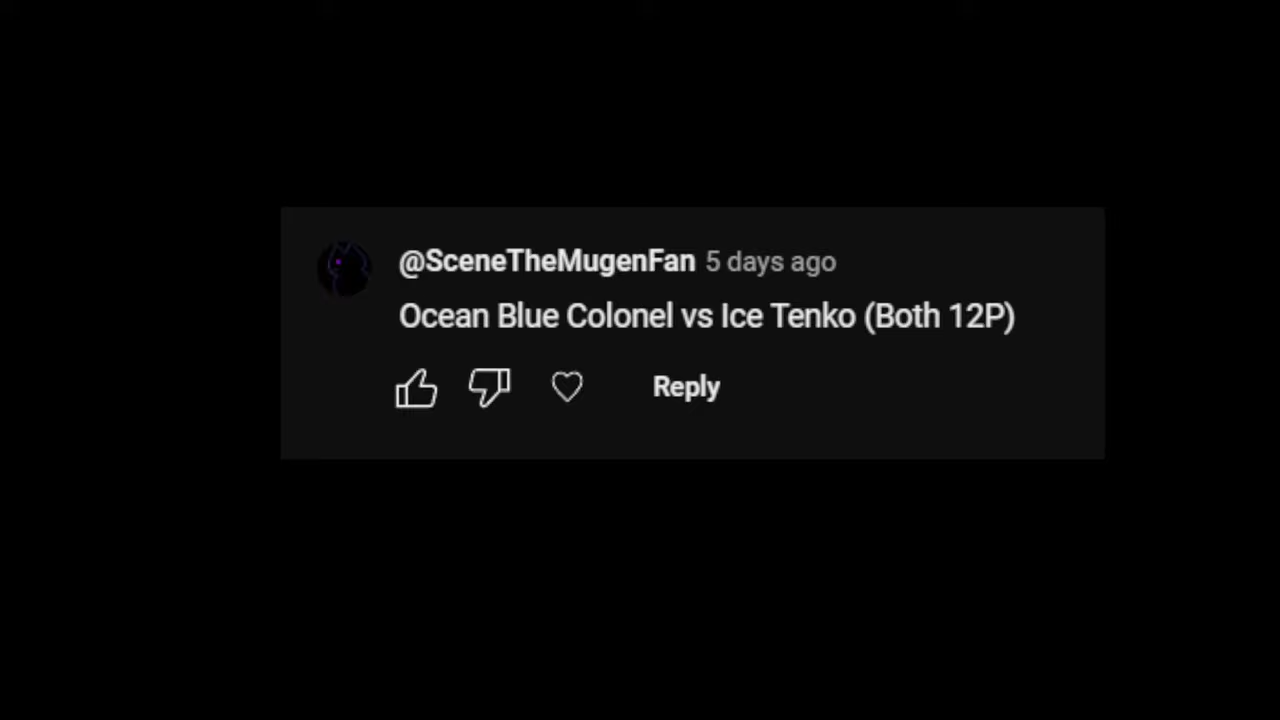 @SceneTheMugenFan 5 days ago
Ocean Blue Colonel vs Ice Tenko (Both 12P)
Reply